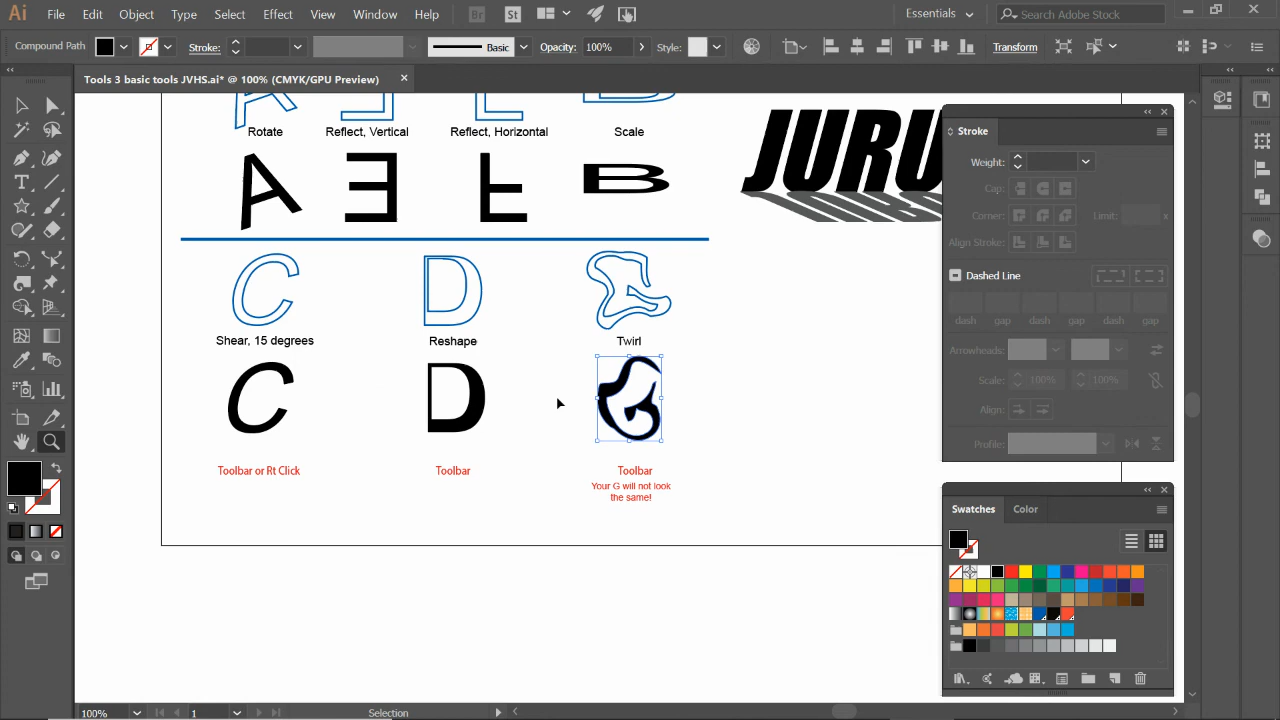 Ai File Edit Object Type Select Effect View Window Help Br St Essentials Search Adobe Stock
Compound Path Stroke: Basic Opacity: 100% Style: Transform
Tools 3 basic tools JVHS.ai* @ 100% (CMYK/GPU Preview)
Rotate Reflect, Vertical Reflect, Horizontal Scale
A E F B
JURU
C D
Shear, 15 degrees Reshape Twirl
C D G
Toolbar or Rt Click Toolbar Toolbar
Your G will not look
the same!
Stroke
Weight:
Cap:
Corner: Limit: x
Align Stroke:
Dashed Line
dash gap dash gap dash gap
Arrowheads:
Scale: 100% 100%
Align:
Profile:
Swatches Color
100% 1 Selection